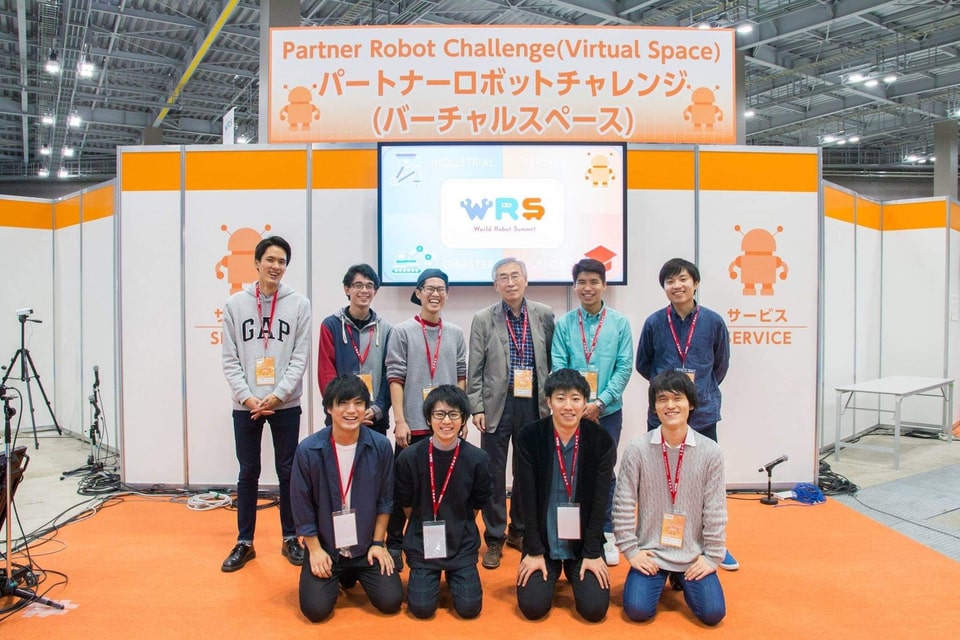 Partner Robot Challenge(Virtual Space)
パートナーロボットチャレンジ
(バーチャルスペース)
INDUSTRIAL
SERVICE
WRS
World Robot Summit
DISASTER
JUNIOR
GAP
サービス
SERVICE